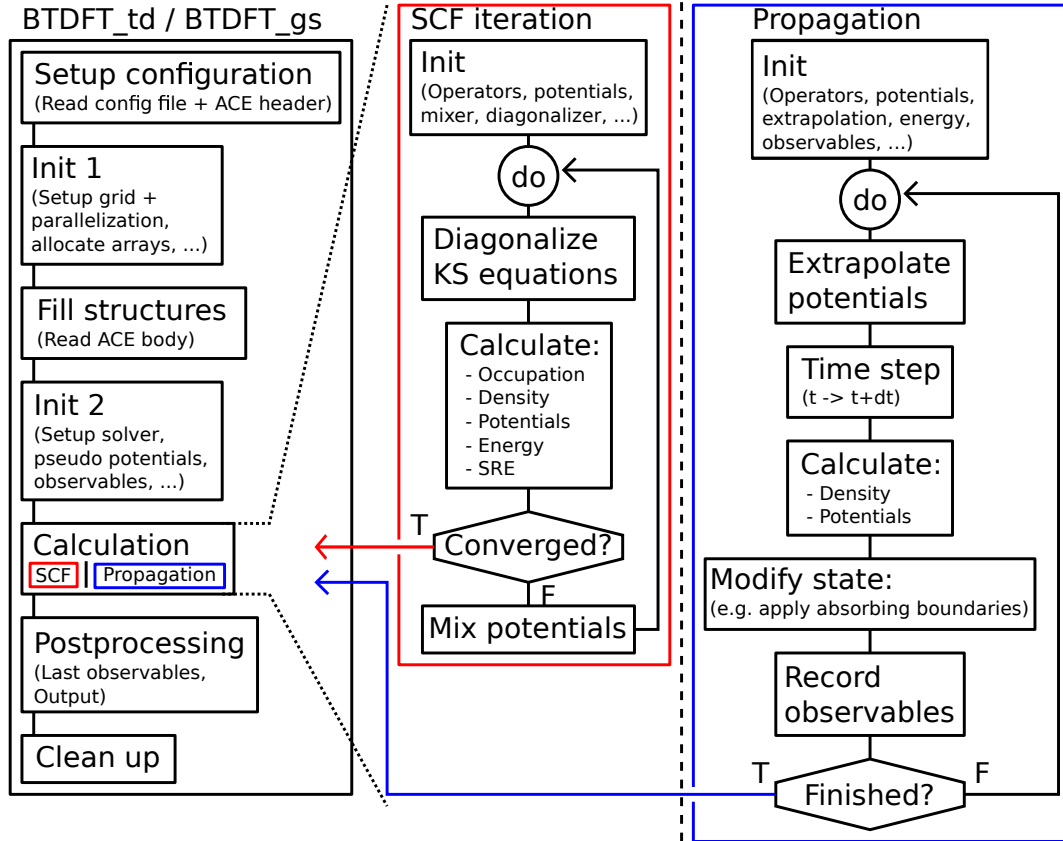 BTDFT_td / BTDFT_gs
Setup configuration
(Read config file + ACE header)
Init 1
(Setup grid +
parallelization,
allocate arrays, ...)
Fill structures
(Read ACE body)
Init 2
(Setup solver,
pseudo potentials,
observables, ...)
Calculation
SCF
Propagation
Postprocessing
(Last observables,
Output)
Clean up
SCF iteration
Init
(Operators, potentials,
mixer, diagonalizer, ...)
do
Diagonalize
KS equations
Calculate:
- Occupation
- Density
- Potentials
- Energy
- SRE
T
Converged?
F
Mix potentials
Propagation
Init
(Operators, potentials,
extrapolation, energy,
observables, ...)
do
Extrapolate
potentials
Time step
(t -> t+dt)
Calculate:
- Density
- Potentials
Modify state:
(e.g. apply absorbing boundaries)
Record
observables
T
F
Finished?